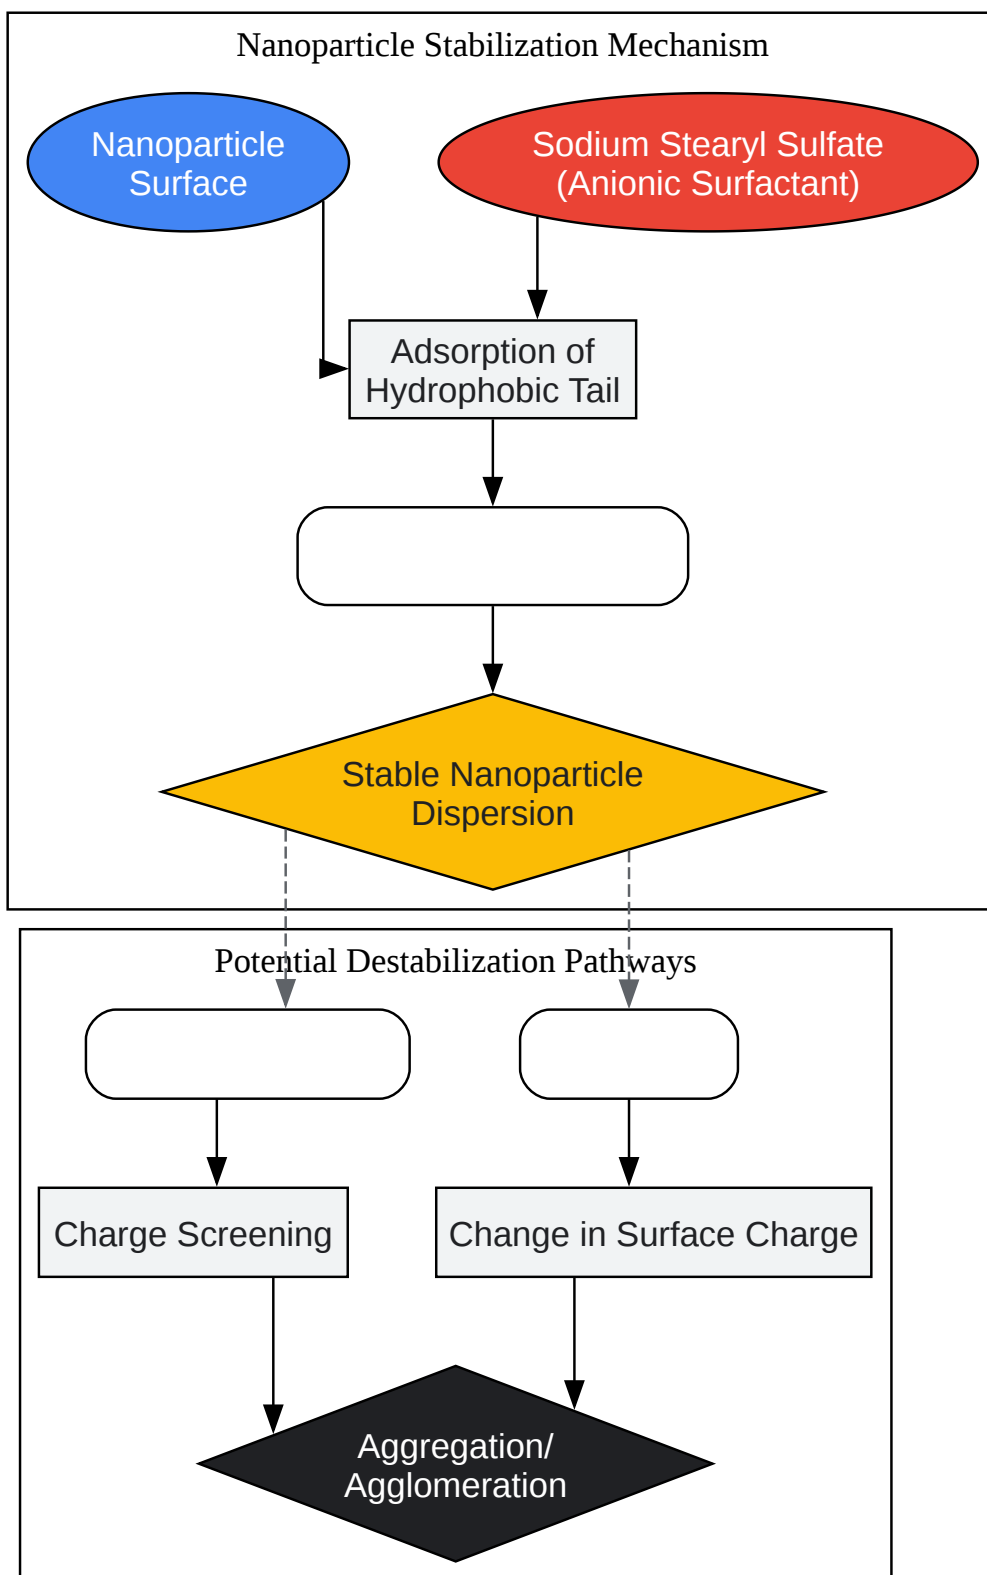 Nanoparticle Stabilization Mechanism
Nanoparticle
Surface
Sodium Stearyl Sulfate
(Anionic Surfactant)
Adsorption of
Hydrophobic Tail
Stable Nanoparticle
Dispersion
Potential Destabilization Pathways
Charge Screening
Change in Surface Charge
Aggregation/
Agglomeration